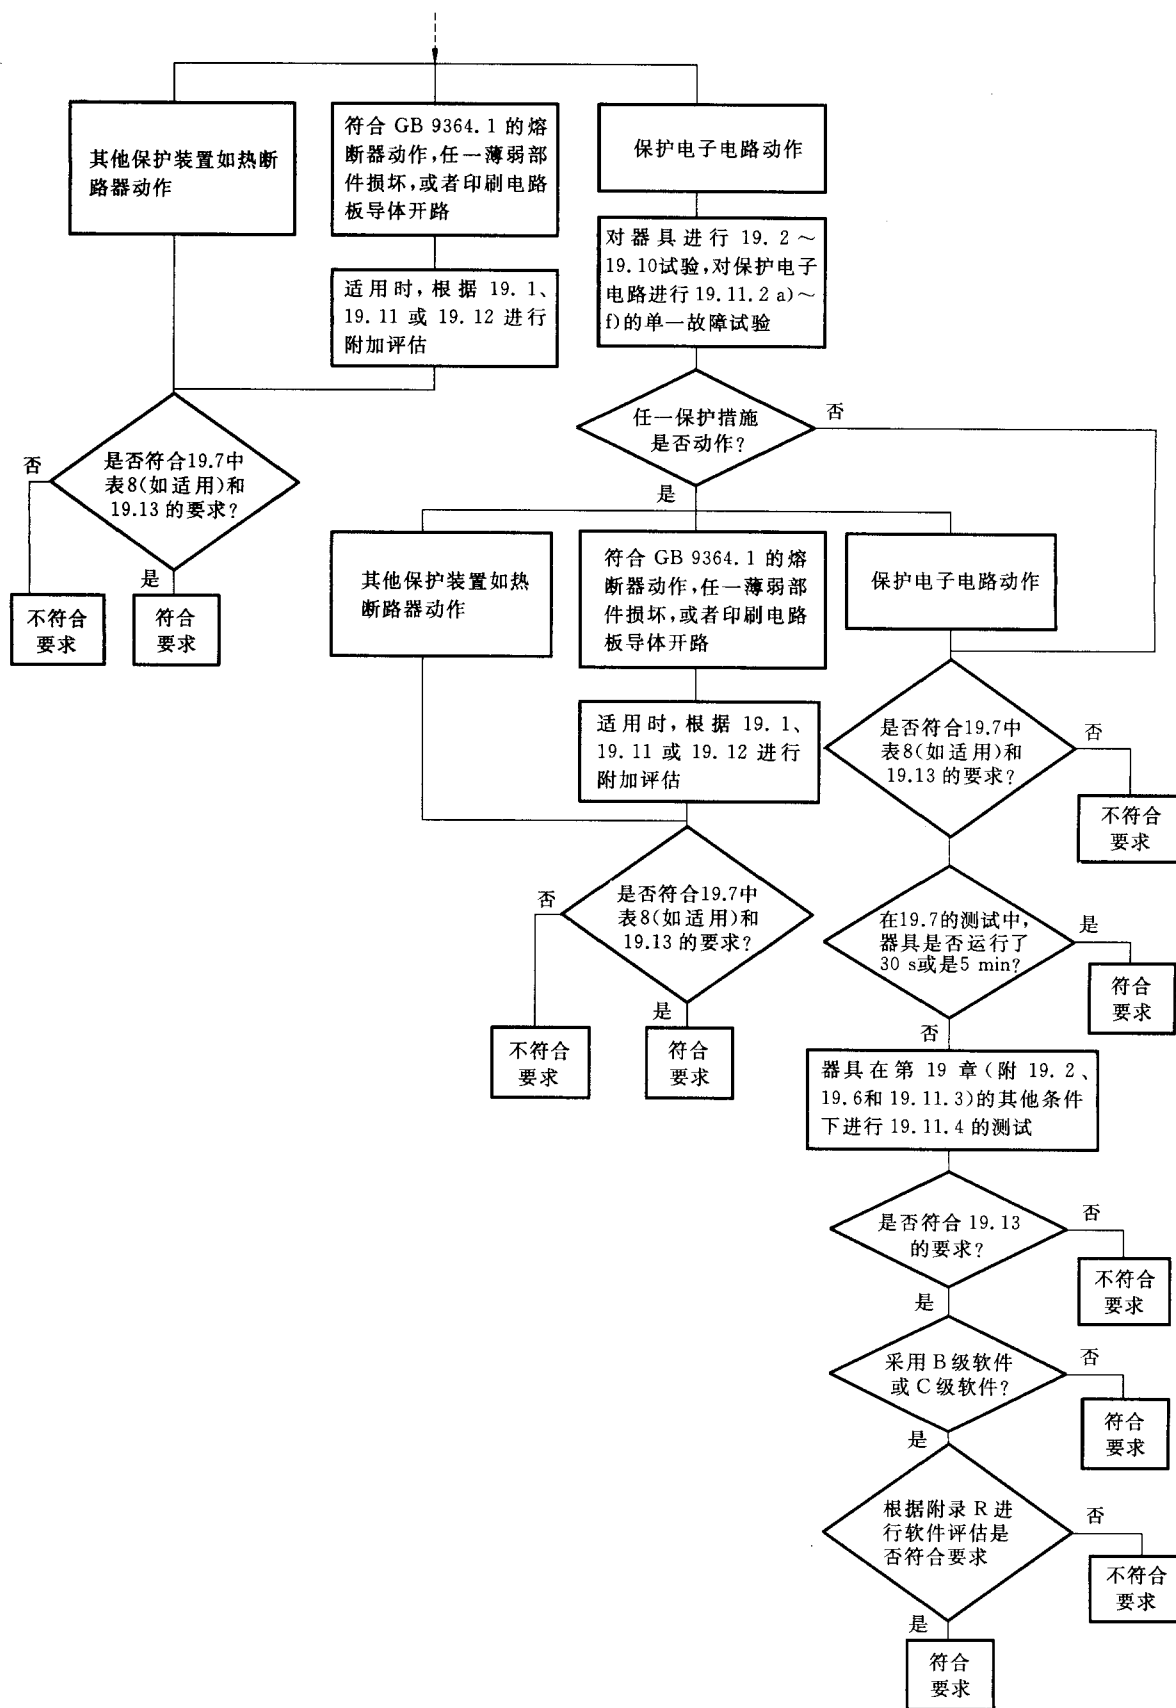 其他保护装置如热断
路器动作
符合 GB 9364.1 的熔
断器动作,任一薄弱部
件损坏,或者印刷电路
板导体开路
保护电子电路动作
适用时,根据 19.1、
19.11 或 19.12 进行
附加评估
对器具进行 19.2～
19.10试验,对保护电子
电路进行 19.11.2 a)～
f)的单一故障试验
任一保护措施
是否动作?
否
是
是否符合19.7中
表8(如适用)和
19.13 的要求?
否
是
不符合
要求
符合
要求
其他保护装置如热
断路器动作
符合 GB 9364.1 的熔
断器动作,任一薄弱部
件损坏,或者印刷电路
板导体开路
保护电子电路动作
适用时,根据 19.1、
19.11 或 19.12 进行
附加评估
是否符合19.7中
表8(如适用)和
19.13 的要求?
否
不符合
要求
是否符合19.7中
表8(如适用)和
19.13 的要求?
否
是
不符合
要求
符合
要求
在19.7的测试中,
器具是否运行了
30 s或是5 min?
是
符合
要求
否
器具在第 19 章(附 19.2、
19.6和 19.11.3)的其他条件
下进行 19.11.4 的测试
是否符合 19.13
的要求?
否
不符合
要求
是
采用 B 级软件
或 C 级软件?
否
符合
要求
是
根据附录 R 进
行软件评估是
否符合要求
否
不符合
要求
是
符合
要求